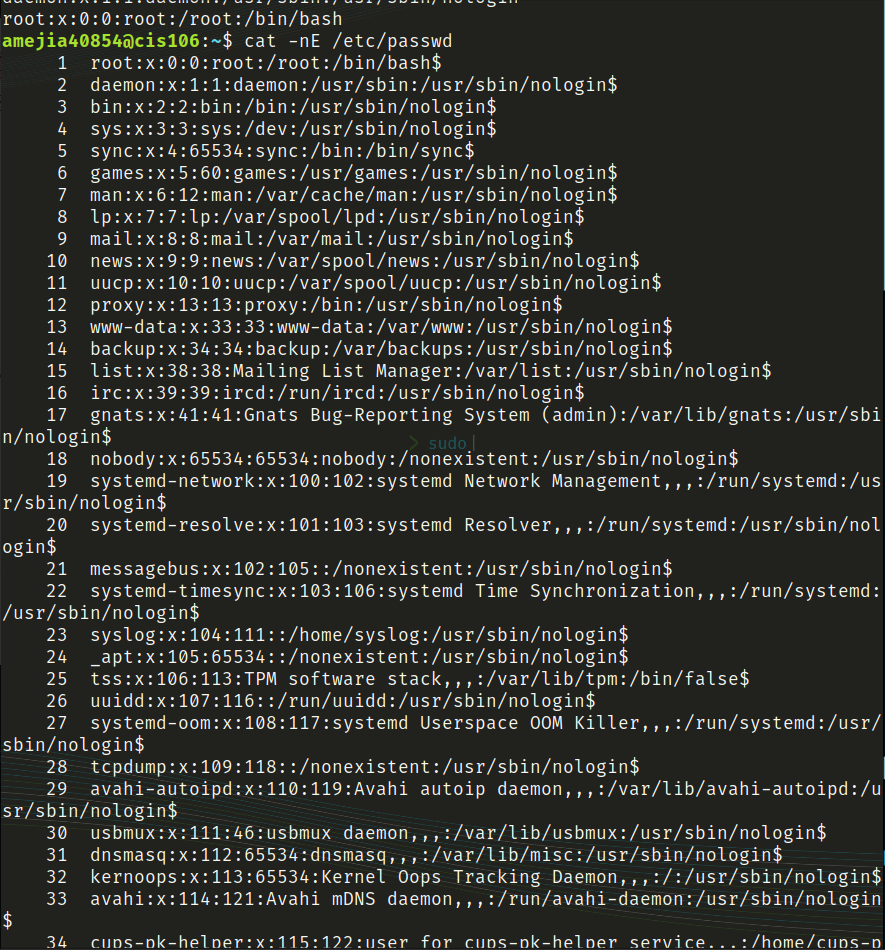 daemon:x:1:1:daemon:/usr/sbin:/usr/sbin/nologin
root:x:0:0:root:/root:/bin/bash
amejia40854@cis106:~$ cat -nE /etc/passwd
1 root:x:0:0:root:/root:/bin/bash$
2 daemon:x:1:1:daemon:/usr/sbin:/usr/sbin/nologin$
3 bin:x:2:2:bin:/bin:/usr/sbin/nologin$
4 sys:x:3:3:sys:/dev:/usr/sbin/nologin$
5 sync:x:4:65534:sync:/bin:/bin/sync$
6 games:x:5:60:games:/usr/games:/usr/sbin/nologin$
7 man:x:6:12:man:/var/cache/man:/usr/sbin/nologin$
8 lp:x:7:7:lp:/var/spool/lpd:/usr/sbin/nologin$
9 mail:x:8:8:mail:/var/mail:/usr/sbin/nologin$
10 news:x:9:9:news:/var/spool/news:/usr/sbin/nologin$
11 uucp:x:10:10:uucp:/var/spool/uucp:/usr/sbin/nologin$
12 proxy:x:13:13:proxy:/bin:/usr/sbin/nologin$
13 www-data:x:33:33:www-data:/var/www:/usr/sbin/nologin$
14 backup:x:34:34:backup:/var/backups:/usr/sbin/nologin$
15 list:x:38:38:Mailing List Manager:/var/list:/usr/sbin/nologin$
16 irc:x:39:39:ircd:/run/ircd:/usr/sbin/nologin$
17 gnats:x:41:41:Gnats Bug-Reporting System (admin):/var/lib/gnats:/usr/sbi
n/nologin$
> sudo
18 nobody:x:65534:65534:nobody:/nonexistent:/usr/sbin/nologin$
19 systemd-network:x:100:102:systemd Network Management,,,:/run/systemd:/us
r/sbin/nologin$
20 systemd-resolve:x:101:103:systemd Resolver,,,:/run/systemd:/usr/sbin/nol
ogin$
21 messagebus:x:102:105::/nonexistent:/usr/sbin/nologin$
22 systemd-timesync:x:103:106:systemd Time Synchronization,,,:/run/systemd:
/usr/sbin/nologin$
23 syslog:x:104:111::/home/syslog:/usr/sbin/nologin$
24 _apt:x:105:65534::/nonexistent:/usr/sbin/nologin$
25 tss:x:106:113:TPM software stack,,,:/var/lib/tpm:/bin/false$
26 uuidd:x:107:116::/run/uuidd:/usr/sbin/nologin$
27 systemd-oom:x:108:117:systemd Userspace OOM Killer,,,:/run/systemd:/usr/
sbin/nologin$
28 tcpdump:x:109:118::/nonexistent:/usr/sbin/nologin$
29 avahi-autoipd:x:110:119:Avahi autoip daemon,,,:/var/lib/avahi-autoipd:/u
sr/sbin/nologin$
30 usbmux:x:111:46:usbmux daemon,,,:/var/lib/usbmux:/usr/sbin/nologin$
31 dnsmasq:x:112:65534:dnsmasq,,,:/var/lib/misc:/usr/sbin/nologin$
32 kernoops:x:113:65534:Kernel Oops Tracking Daemon,,,:/:/usr/sbin/nologin$
33 avahi:x:114:121:Avahi mDNS daemon,,,:/run/avahi-daemon:/usr/sbin/nologin
$
34 cups-pk-helper:x:115:122:user for cups-pk-helper service,,,:/home/cups-p